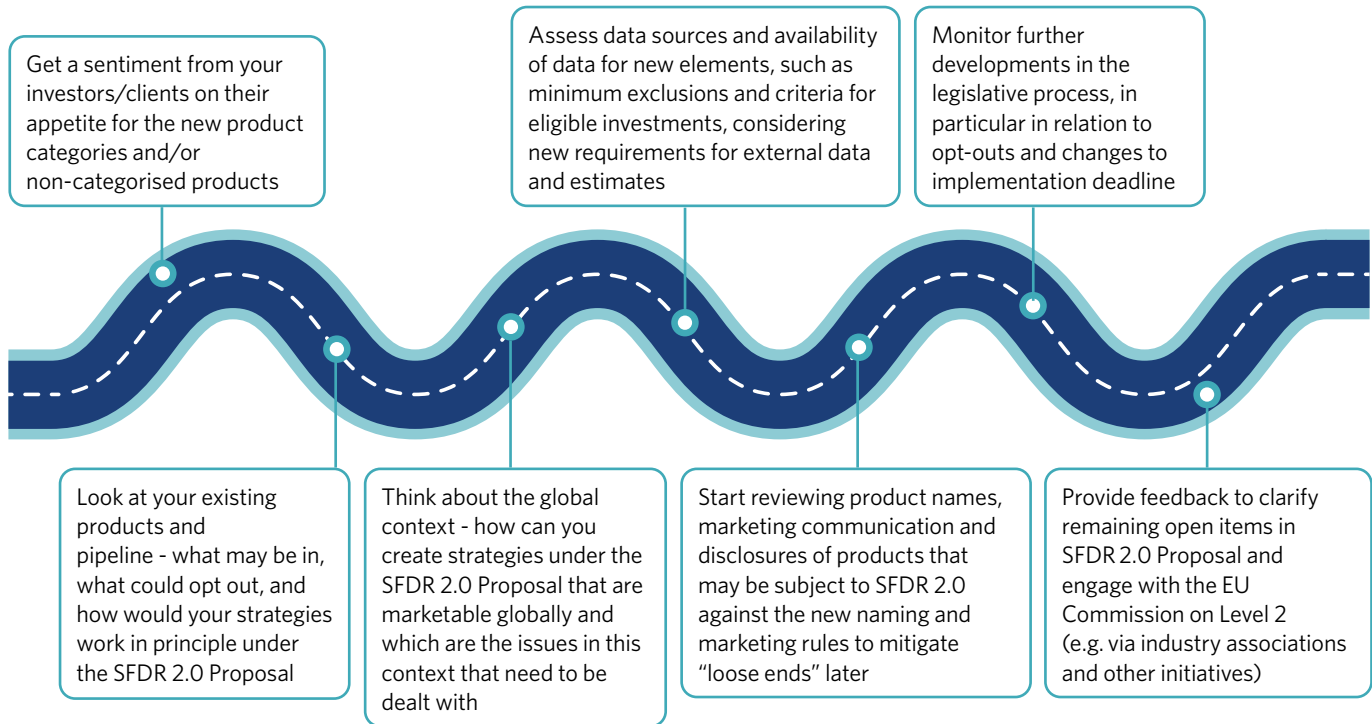 Get a sentiment from your
investors/clients on their
appetite for the new product
categories and/or
non-categorised products
Look at your existing
products and
pipeline - what may be in,
what could opt out, and
how would your strategies
work in principle under
the SFDR 2.0 Proposal
Think about the global
context - how can you
create strategies under the
SFDR 2.0 Proposal that are
marketable globally and
which are the issues in this
context that need to be
dealt with
Assess data sources and availability
of data for new elements, such as
minimum exclusions and criteria for
eligible investments, considering
new requirements for external data
and estimates
Start reviewing product names,
marketing communication and
disclosures of products that
may be subject to SFDR 2.0
against the new naming and
marketing rules to mitigate
“loose ends” later
Monitor further
developments in the
legislative process, in
particular in relation to
opt-outs and changes to
implementation deadline
Provide feedback to clarify
remaining open items in
SFDR 2.0 Proposal and
engage with the EU
Commission on Level 2
(e.g. via industry associations
and other initiatives)